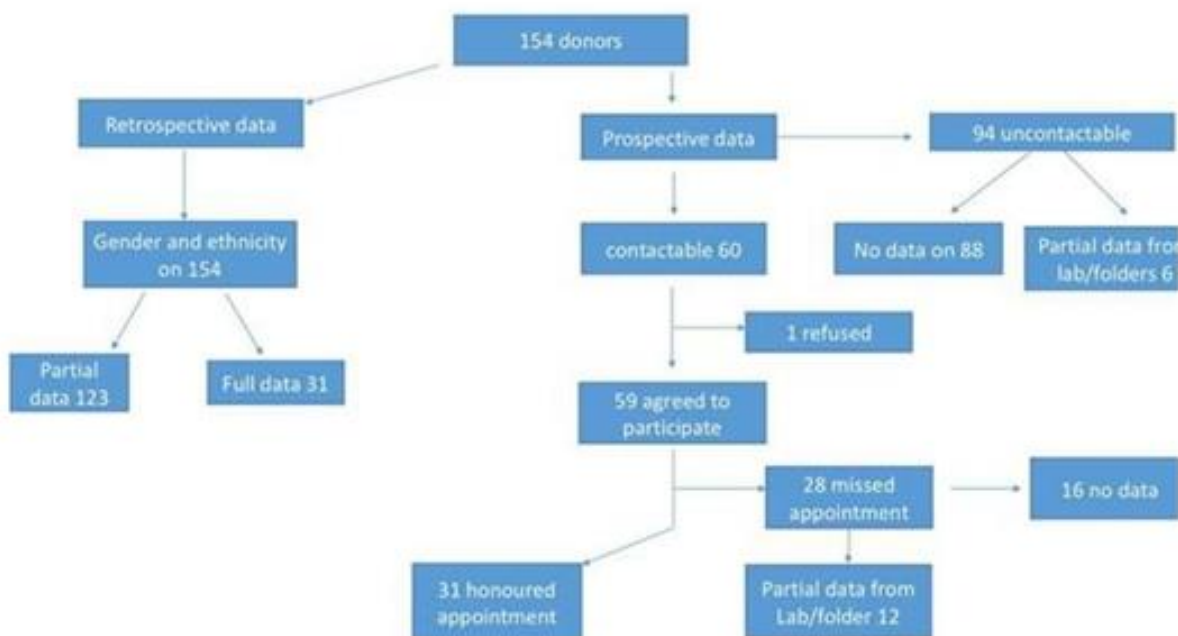 154 donors
Retrospective data
Prospective data
94 uncontactable
Gender and ethnicity
on 154
contactable 60
No data on 88
Partial data from
lab/folders 6
1 refused
Partial
data 123
Full data 31
59 agreed to
participate
28 missed
appointment
16 no data
31 honoured
appointment
Partial data from
Lab/folder 12